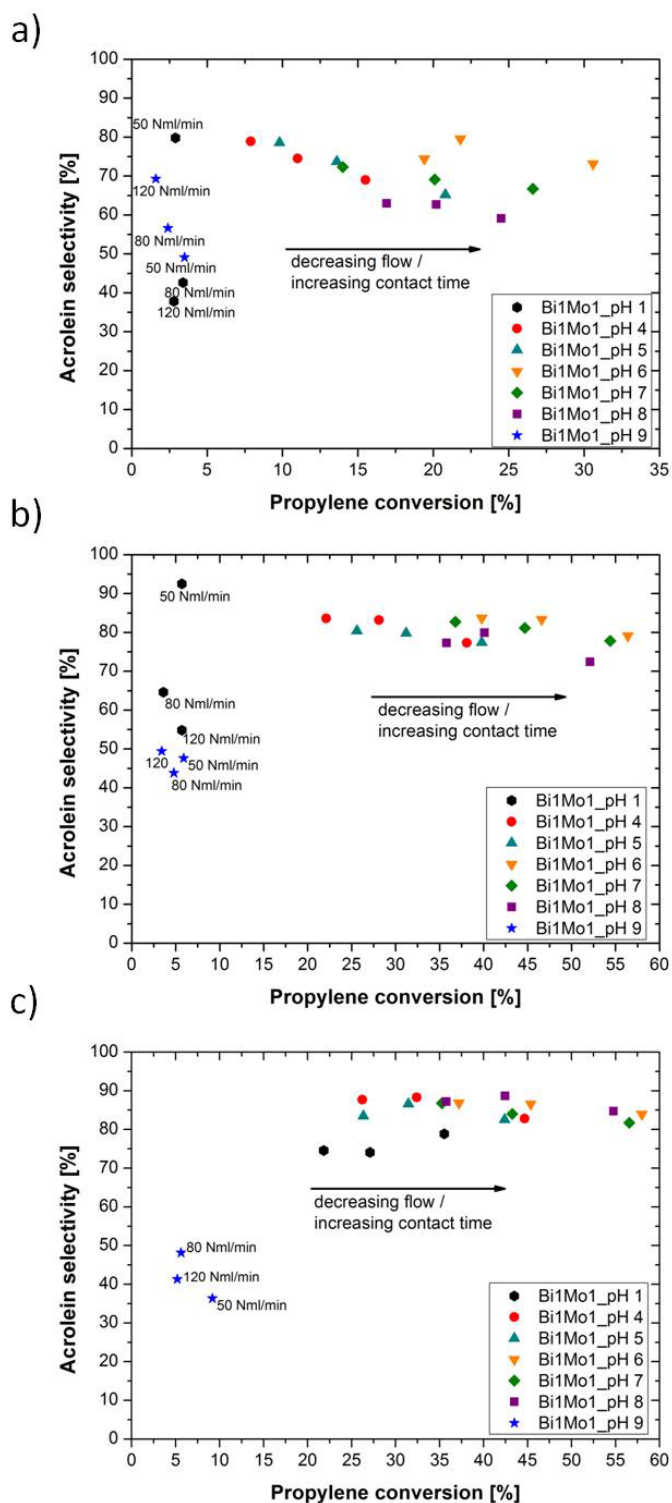 a)
100
90
80
70
60
50
40
30
20
10
0
Acrolein selectivity [%]
50 Nml/min
120 Nml/min
80 Nml/min
50 Nml/min
80 Nml/min
120 Nml/min
decreasing flow /
increasing contact time
Bi1Mo1_pH 1
Bi1Mo1_pH 4
Bi1Mo1_pH 5
Bi1Mo1_pH 6
Bi1Mo1_pH 7
Bi1Mo1_pH 8
Bi1Mo1_pH 9
0 5 10 15 20 25 30 35
Propylene conversion [%]
b)
100
90
80
70
60
50
40
30
20
10
0
Acrolein selectivity [%]
50 Nml/min
80 Nml/min
120 Nml/min
120
50 Nml/min
80 Nml/min
decreasing flow /
increasing contact time
Bi1Mo1_pH 1
Bi1Mo1_pH 4
Bi1Mo1_pH 5
Bi1Mo1_pH 6
Bi1Mo1_pH 7
Bi1Mo1_pH 8
Bi1Mo1_pH 9
0 5 10 15 20 25 30 35 40 45 50 55 60
Propylene conversion [%]
c)
100
90
80
70
60
50
40
30
20
10
0
Acrolein selectivity [%]
decreasing flow /
increasing contact time
80 Nml/min
120 Nml/min
50 Nml/min
Bi1Mo1_pH 1
Bi1Mo1_pH 4
Bi1Mo1_pH 5
Bi1Mo1_pH 6
Bi1Mo1_pH 7
Bi1Mo1_pH 8
Bi1Mo1_pH 9
0 5 10 15 20 25 30 35 40 45 50 55 60
Propylene conversion [%]